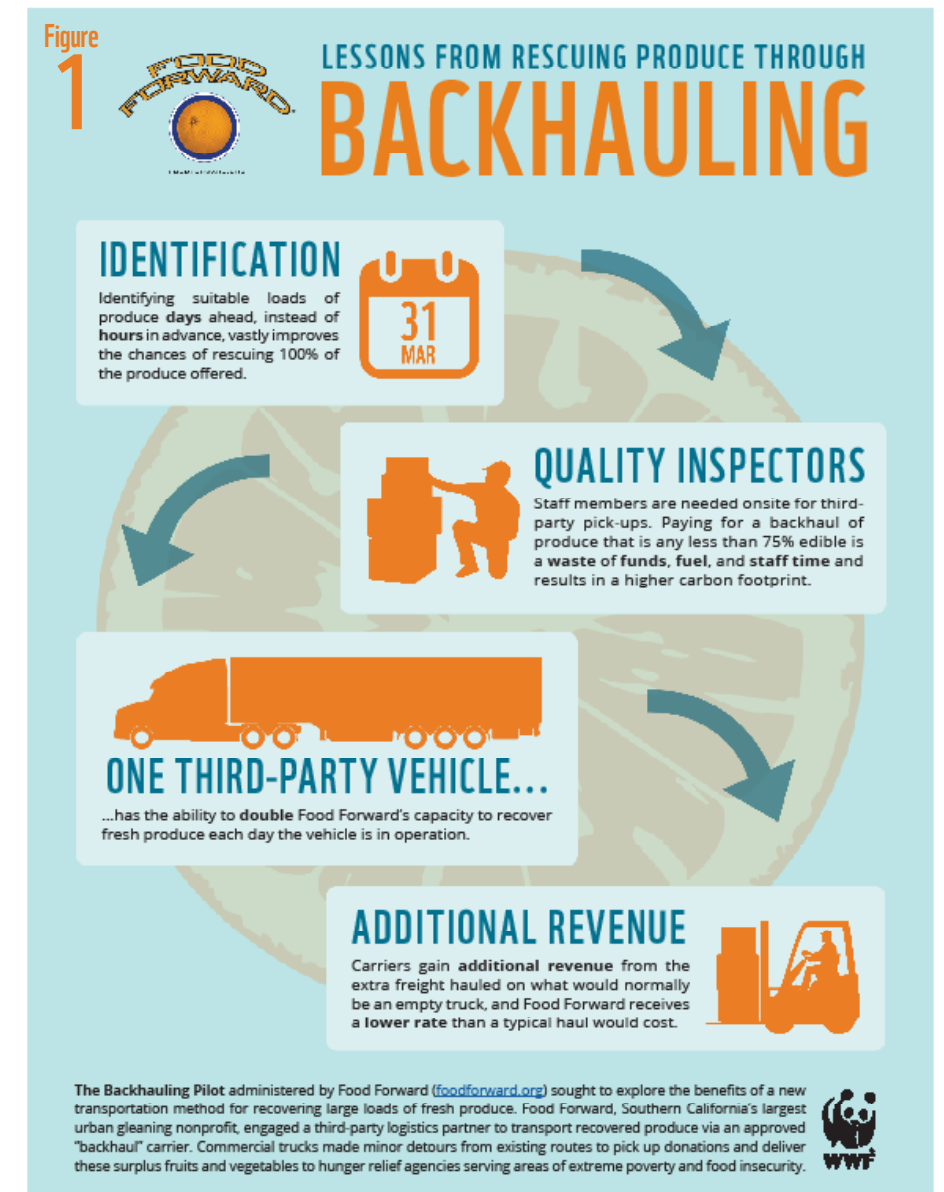 Figure
1
FOOD
FORWARD
LESSONS FROM RESCUING PRODUCE THROUGH
BACKHAULING
IDENTIFICATION
Identifying suitable loads of
produce days ahead, instead of
hours in advance, vastly improves
the chances of rescuing 100% of
the produce offered.
31
MAR
QUALITY INSPECTORS
Staff members are needed onsite for third-
party pick-ups. Paying for a backhaul of
produce that is any less than 75% edible is
a waste of funds, fuel, and staff time and
results in a higher carbon footprint.
ONE THIRD-PARTY VEHICLE...
...has the ability to double Food Forward's capacity to recover
fresh produce each day the vehicle is in operation.
ADDITIONAL REVENUE
Carriers gain additional revenue from the
extra freight hauled on what would normally
be an empty truck, and Food Forward receives
a lower rate than a typical haul would cost.
The Backhauling Pilot administered by Food Forward (foodforward.org) sought to explore the benefits of a new
transportation method for recovering large loads of fresh produce. Food Forward, Southern California's largest
urban gleaning nonprofit, engaged a third-party logistics partner to transport recovered produce via an approved
"backhaul" carrier. Commercial trucks made minor detours from existing routes to pick up donations and deliver
these surplus fruits and vegetables to hunger relief agencies serving areas of extreme poverty and food insecurity.
WWF